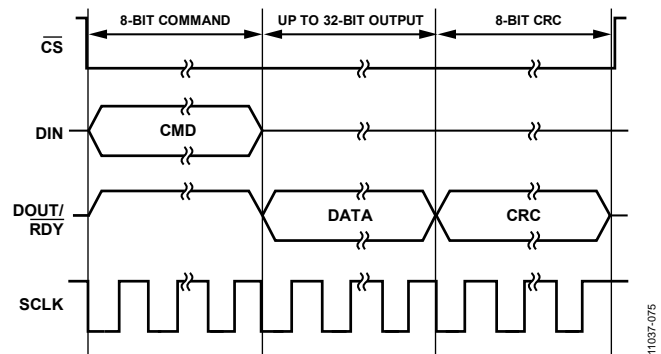 8-BIT COMMAND UP TO 32-BIT OUTPUT 8-BIT CRC
CS
DIN CMD
DOUT/
RDY DATA CRC
SCLK
11037-075